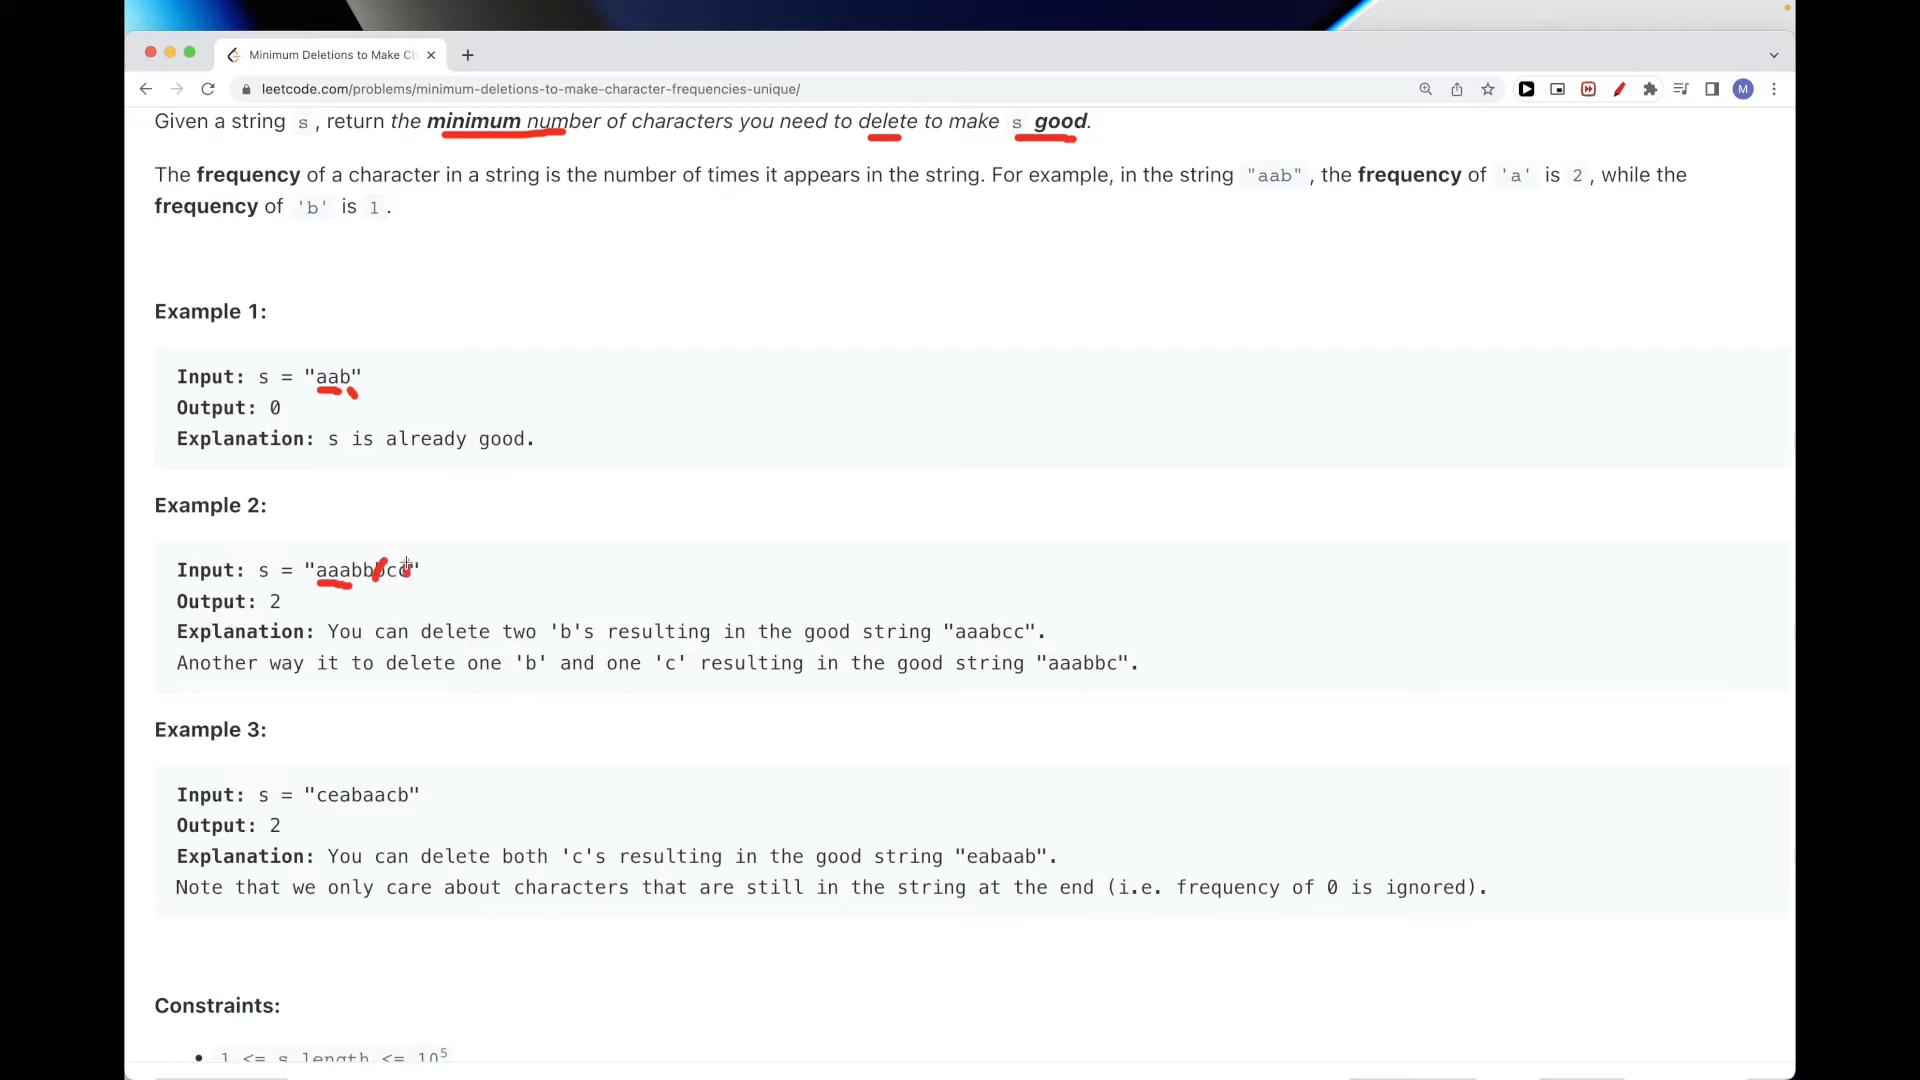 Minimum Deletions to Make Ch
leetcode.com/problems/minimum-deletions-to-make-character-frequencies-unique/
M
Given a string s, return the minimum number of characters you need to delete to make s good.
The frequency of a character in a string is the number of times it appears in the string. For example, in the string "aab", the frequency of 'a' is 2, while the
frequency of 'b' is 1.
Example 1:
Input: s = "aab"
Output: 0
Explanation: s is already good.
Example 2:
Input: s = "aaabbbcc"
Output: 2
Explanation: You can delete two 'b's resulting in the good string "aaabcc".
Another way it to delete one 'b' and one 'c' resulting in the good string "aaabbc".
Example 3:
Input: s = "ceabaacb"
Output: 2
Explanation: You can delete both 'c's resulting in the good string "eabaab".
Note that we only care about characters that are still in the string at the end (i.e. frequency of 0 is ignored).
Constraints:
• 1 <= s.length <= 10⁵